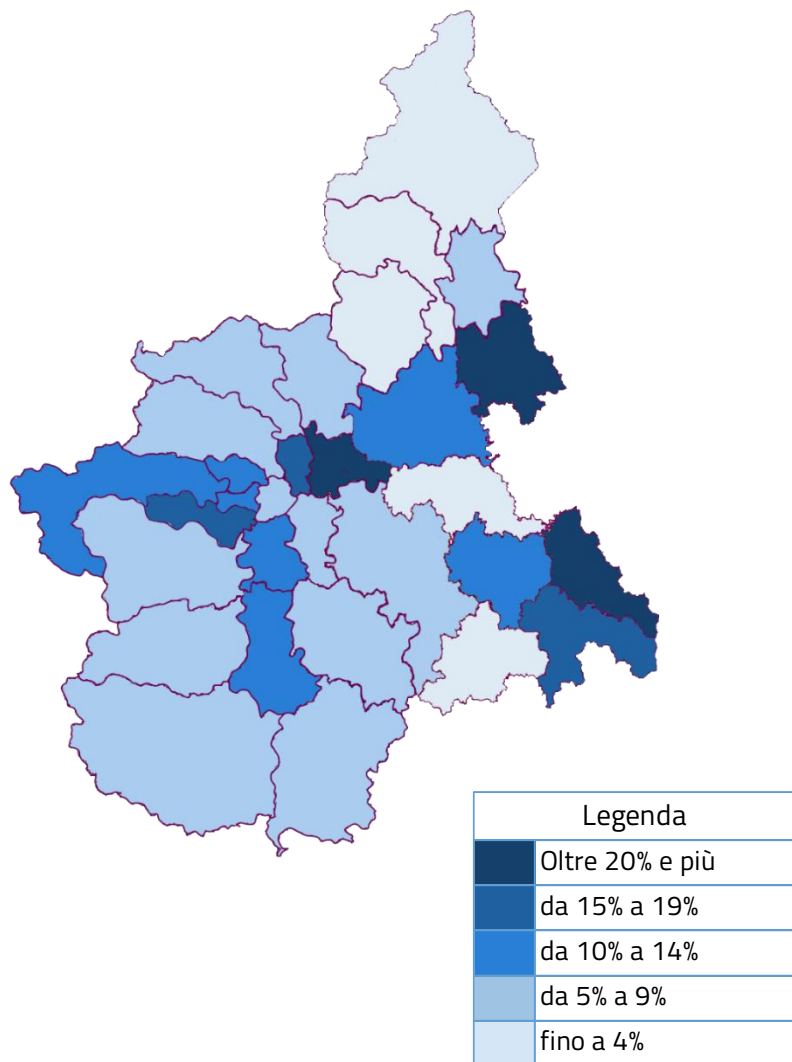 Legenda
Oltre 20% e più
da 15% a 19%
da 10% a 14%
da 5% a 9%
fino a 4%